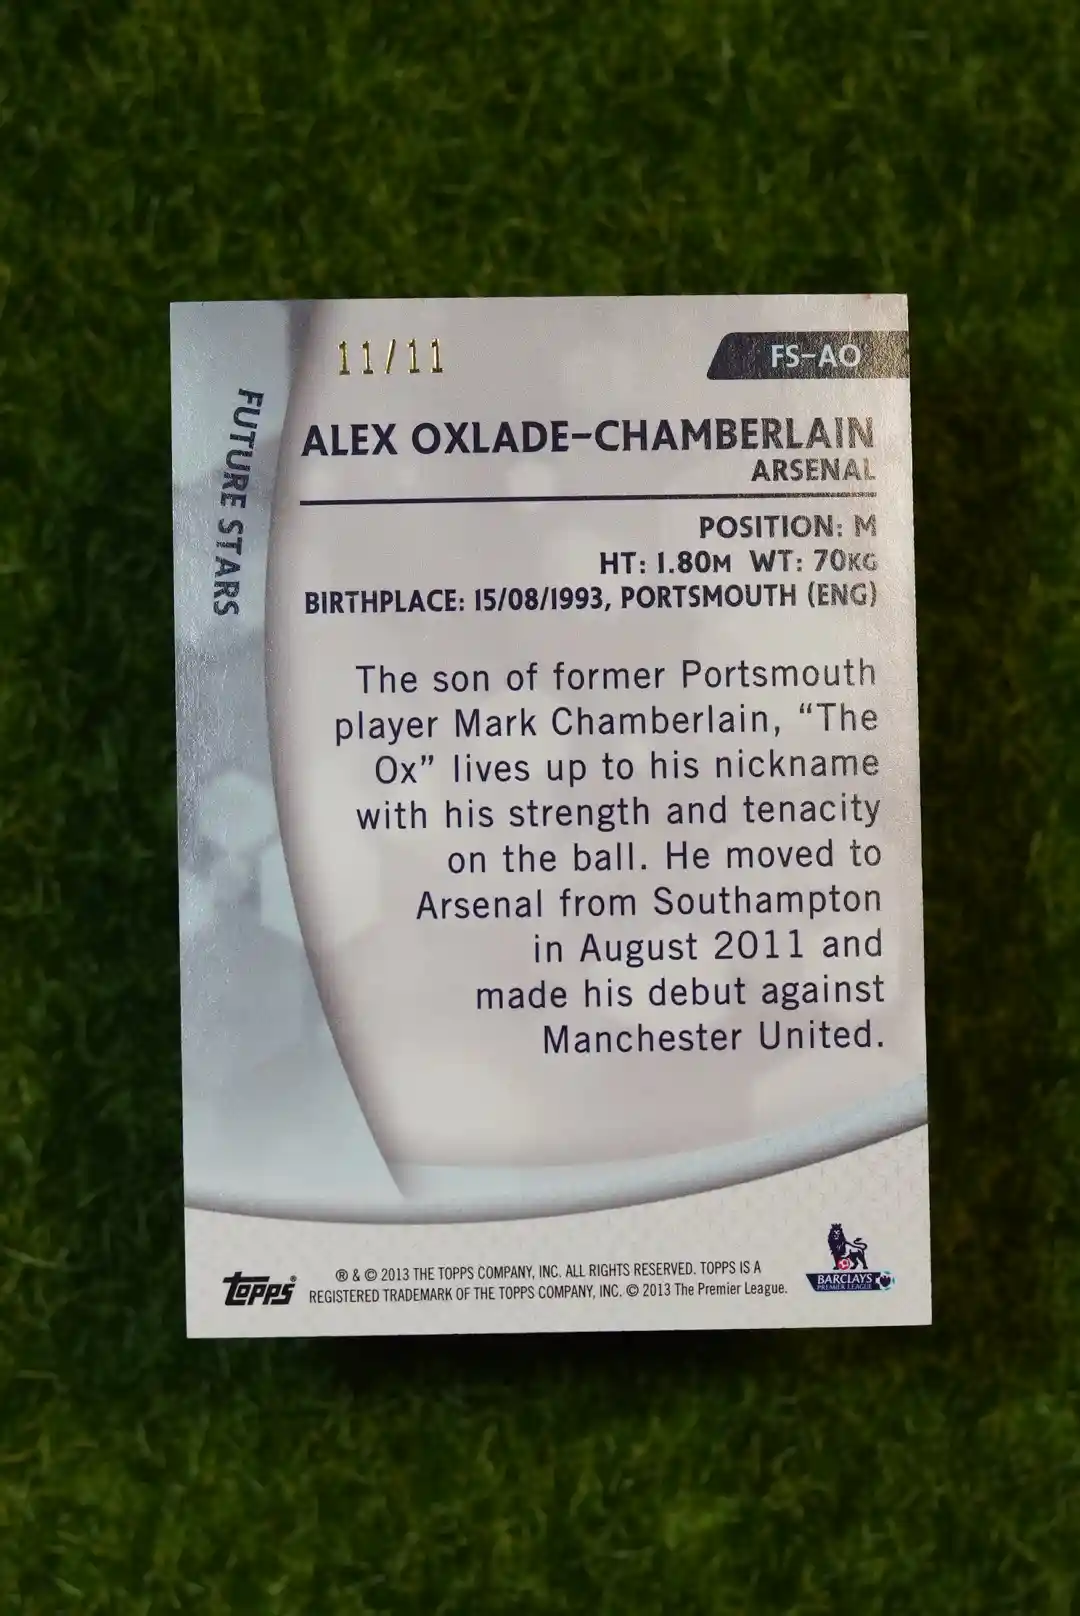 11/11
FS-AO
FUTURE STARS
ALEX OXLADE-CHAMBERLAIN
ARSENAL
POSITION: M
HT: 1.80M WT: 70KG
BIRTHPLACE: 15/08/1993, PORTSMOUTH (ENG)
The son of former Portsmouth
player Mark Chamberlain, “The
Ox” lives up to his nickname
with his strength and tenacity
on the ball. He moved to
Arsenal from Southampton
in August 2011 and
made his debut against
Manchester United.
Topps®
® & © 2013 THE TOPPS COMPANY, INC. ALL RIGHTS RESERVED. TOPPS IS A
REGISTERED TRADEMARK OF THE TOPPS COMPANY, INC. © 2013 The Premier League.
BARCLAYS
PREMIER LEAGUE